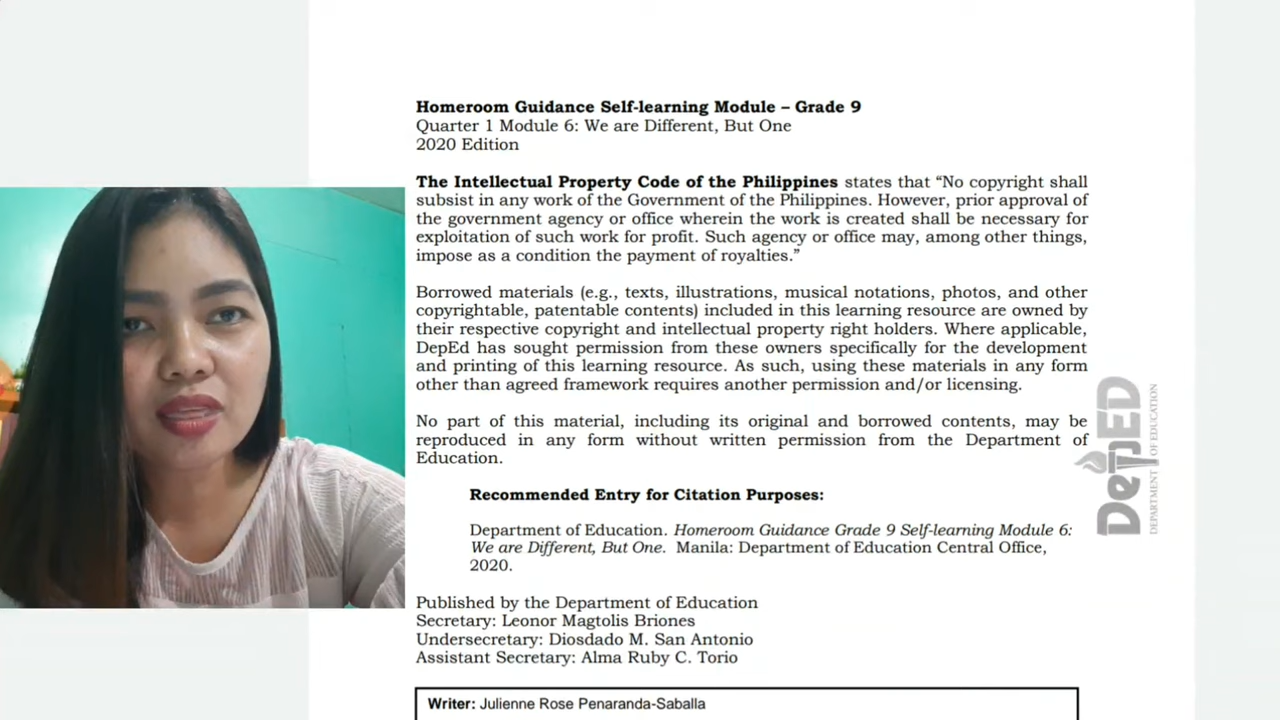 Homeroom Guidance Self-learning Module – Grade 9
Quarter 1 Module 6: We are Different, But One
2020 Edition
The Intellectual Property Code of the Philippines states that “No copyright shall
subsist in any work of the Government of the Philippines. However, prior approval of
the government agency or office wherein the work is created shall be necessary for
exploitation of such work for profit. Such agency or office may, among other things,
impose as a condition the payment of royalties.”
Borrowed materials (e.g., texts, illustrations, musical notations, photos, and other
copyrightable, patentable contents) included in this learning resource are owned by
their respective copyright and intellectual property right holders. Where applicable,
DepEd has sought permission from these owners specifically for the development
and printing of this learning resource. As such, using these materials in any form
other than agreed framework requires another permission and/or licensing.
No part of this material, including its original and borrowed contents, may be
reproduced in any form without written permission from the Department of
Education.
Recommended Entry for Citation Purposes:
Department of Education. Homeroom Guidance Grade 9 Self-learning Module 6:
We are Different, But One. Manila: Department of Education Central Office,
2020.
Published by the Department of Education
Secretary: Leonor Magtolis Briones
Undersecretary: Diosdado M. San Antonio
Assistant Secretary: Alma Ruby C. Torio
Writer: Julienne Rose Penaranda-Saballa
DepED
DEPARTMENT OF EDUCATION